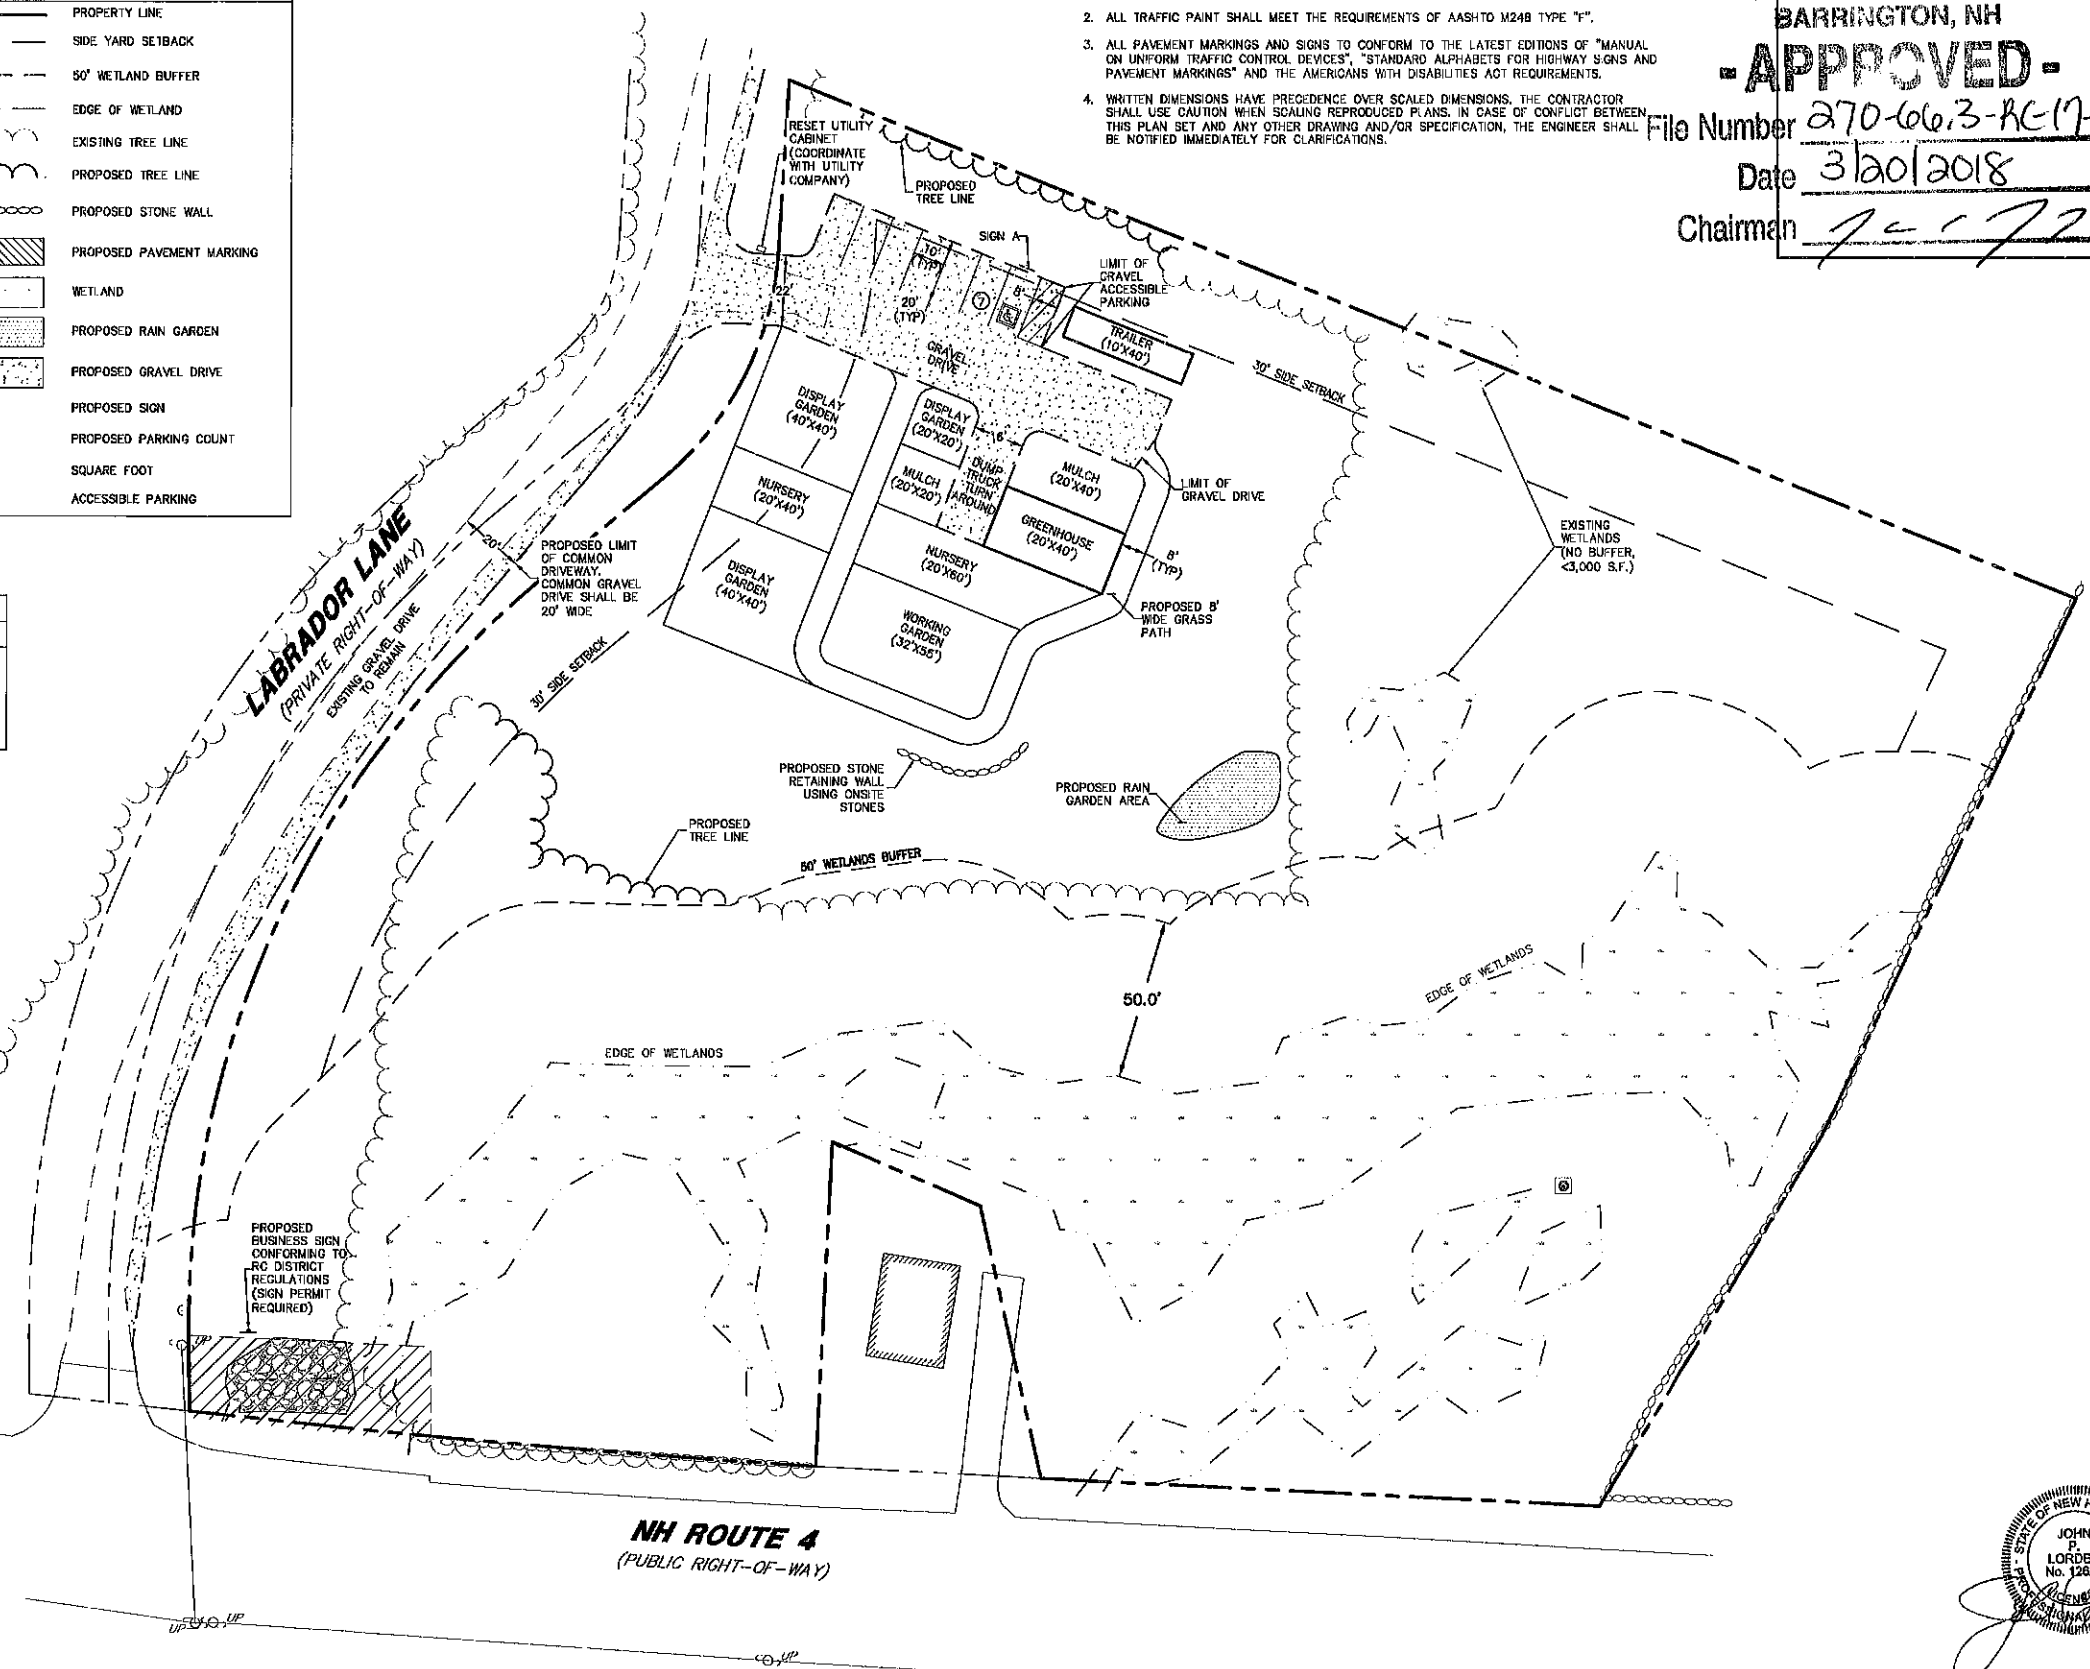 PROPERTY LINE
SIDE YARD SETBACK
50' WETLAND BUFFER
EDGE OF WETLAND
EXISTING TREE LINE
PROPOSED TREE LINE
PROPOSED STONE WALL
PROPOSED PAVEMENT MARKING
WETLAND
PROPOSED RAIN GARDEN
PROPOSED GRAVEL DRIVE
PROPOSED SIGN
PROPOSED PARKING COUNT
SQUARE FOOT
ACCESSIBLE PARKING
2. ALL TRAFFIC PAINT SHALL MEET THE REQUIREMENTS OF AASHTO M248 TYPE "F".
3. ALL PAVEMENT MARKINGS AND SIGNS TO CONFORM TO THE LATEST EDITIONS OF "MANUAL
ON UNIFORM TRAFFIC CONTROL DEVICES", "STANDARD ALPHABETS FOR HIGHWAY SIGNS AND
PAVEMENT MARKINGS" AND THE AMERICANS WITH DISABILITIES ACT REQUIREMENTS.
4. WRITTEN DIMENSIONS HAVE PRECEDENCE OVER SCALED DIMENSIONS. THE CONTRACTOR
SHALL USE CAUTION WHEN SCALING REPRODUCED PLANS. IN CASE OF CONFLICT BETWEEN
THIS PLAN SET AND ANY OTHER DRAWING AND/OR SPECIFICATION, THE ENGINEER SHALL
BE NOTIFIED IMMEDIATELY FOR CLARIFICATIONS.
BARRINGTON, NH
-APPROVED-
File Number 270-66.3-RC-17-
Date 3/20/2018
Chairman
RESET UTILITY
CABINET
(COORDINATE
WITH UTILITY
COMPANY)
PROPOSED
TREE LINE
SIGN A
LIMIT OF
GRAVEL
ACCESSIBLE
PARKING
10'
(TYP)
20'
(TYP)
7
8'
22'
TRAILER
(10'X40')
GRAVEL
DRIVE
30' SIDE SETBACK
DISPLAY
GARDEN
(40'X40')
DISPLAY
GARDEN
(20'X20')
16'
DUMP
TRUCK
TURN
AROUND
MULCH
(20'X40')
MULCH
(20'X20')
LIMIT OF
GRAVEL DRIVE
NURSERY
(20'X40')
GREENHOUSE
(20'X40')
8'
(TYP)
EXISTING
WETLANDS
(NO BUFFER,
<3,000 S.F.)
NURSERY
(20'X60')
DISPLAY
GARDEN
(40'X40')
WORKING
GARDEN
(32'X55')
PROPOSED 8'
WIDE GRASS
PATH
20'
PROPOSED LIMIT
OF COMMON
DRIVEWAY.
COMMON GRAVEL
DRIVE SHALL BE
20' WIDE
LABRADOR LANE
(PRIVATE RIGHT-OF-WAY)
EXISTING GRAVEL DRIVE
TO REMAIN
30' SIDE SETBACK
PROPOSED STONE
RETAINING WALL
USING ONSITE
STONES
PROPOSED RAIN
GARDEN AREA
PROPOSED
TREE LINE
50' WETLANDS BUFFER
50.0'
EDGE OF WETLANDS
EDGE OF WETLANDS
PROPOSED
BUSINESS SIGN
CONFORMING TO
RC DISTRICT
REGULATIONS
(SIGN PERMIT
REQUIRED)
UP
NH ROUTE 4
(PUBLIC RIGHT-OF-WAY)
UP
UP
UP
STATE OF NEW H
JOHN
P.
LORDE
No. 126
LICENSE